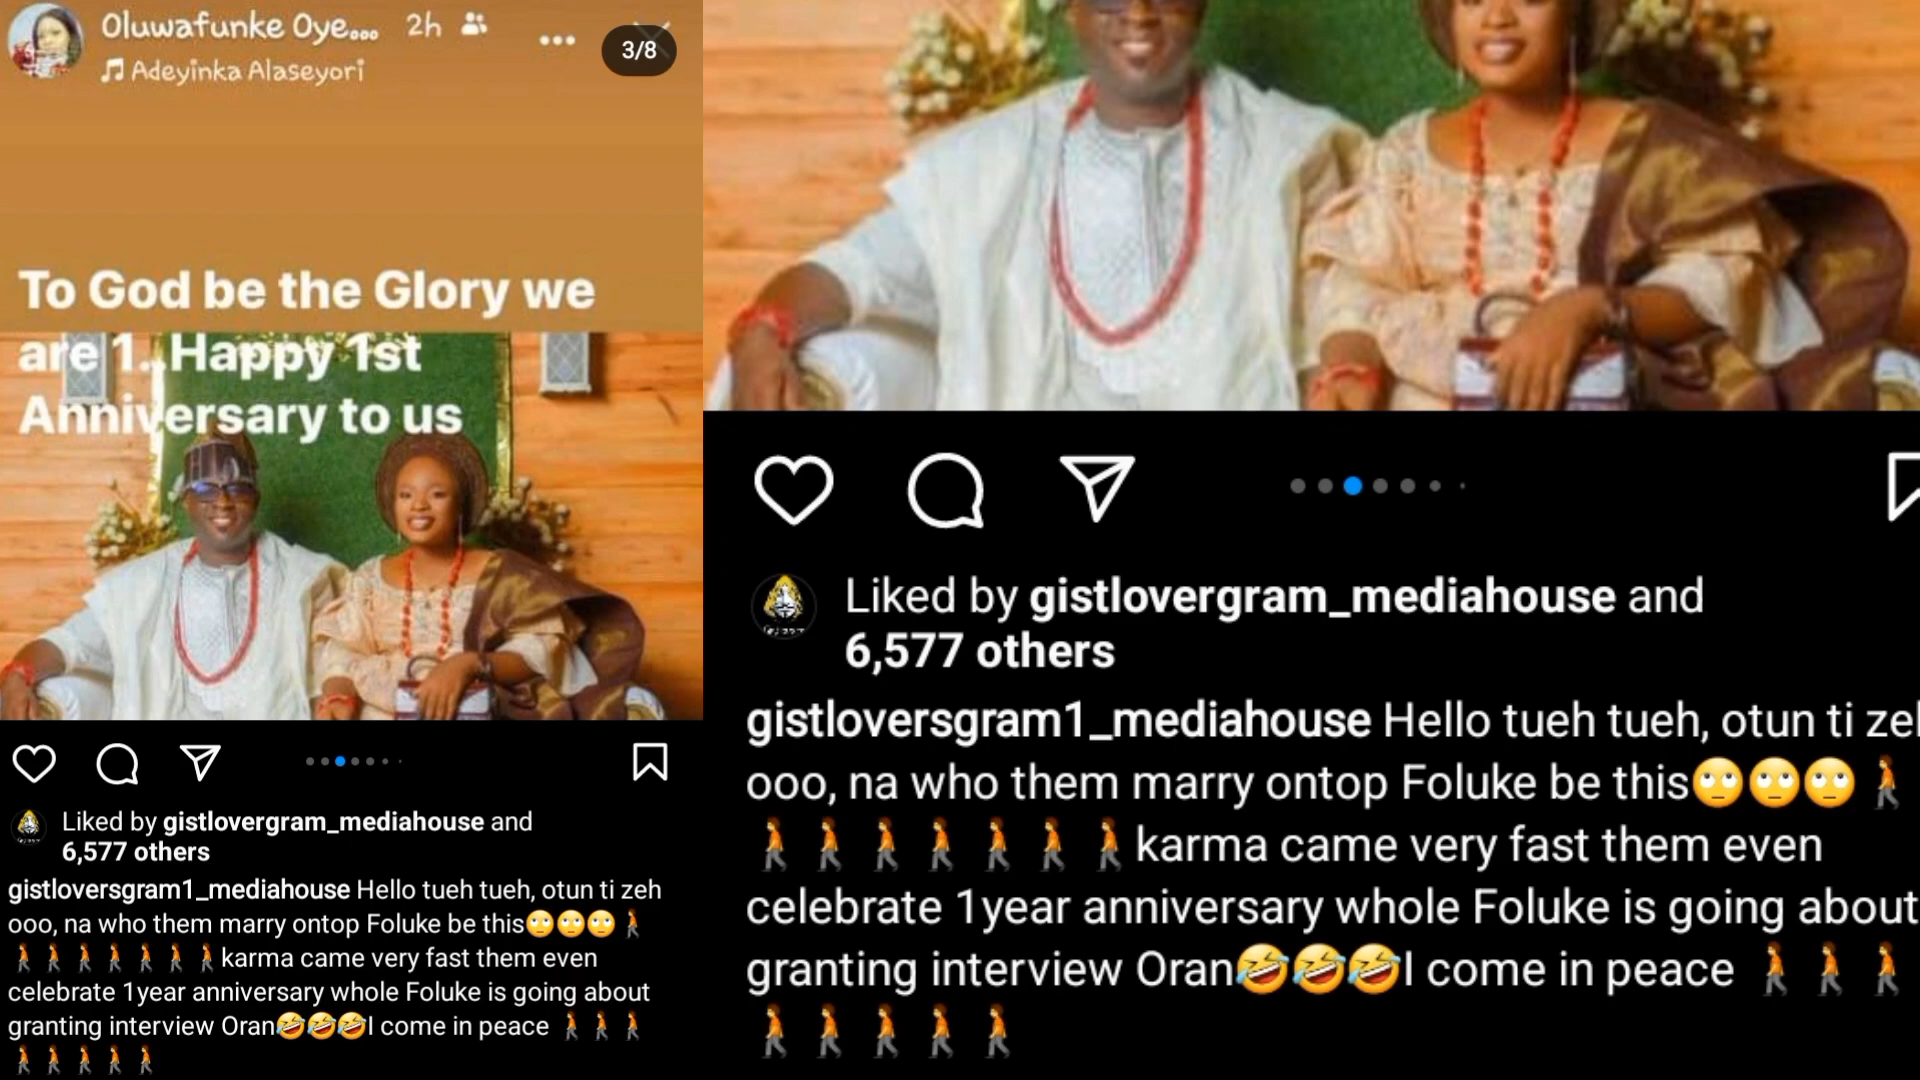 Oluwafunke Oye... 2h
3/8
Adeyinka Alaseyori
To God be the Glory we
are 1..Happy 1st
Anniversary to us
Liked by gistlovergram_mediahouse and
6,577 others
gistloversgram1_mediahouse Hello tueh tueh, otun ti zeh
ooo, na who them marry ontop Foluke be this🙄🙄🙄🚶
🚶🚶🚶🚶🚶🚶🚶karma came very fast them even
celebrate 1year anniversary whole Foluke is going about
granting interview Oran🤣🤣🤣I come in peace 🚶🚶🚶
🚶🚶🚶🚶🚶
Liked by gistlovergram_mediahouse and
6,577 others
gistloversgram1_mediahouse Hello tueh tueh, otun ti zeh
ooo, na who them marry ontop Foluke be this🙄🙄🙄🚶
🚶🚶🚶🚶🚶🚶🚶karma came very fast them even
celebrate 1year anniversary whole Foluke is going about
granting interview Oran🤣🤣🤣I come in peace 🚶🚶🚶
🚶🚶🚶🚶🚶